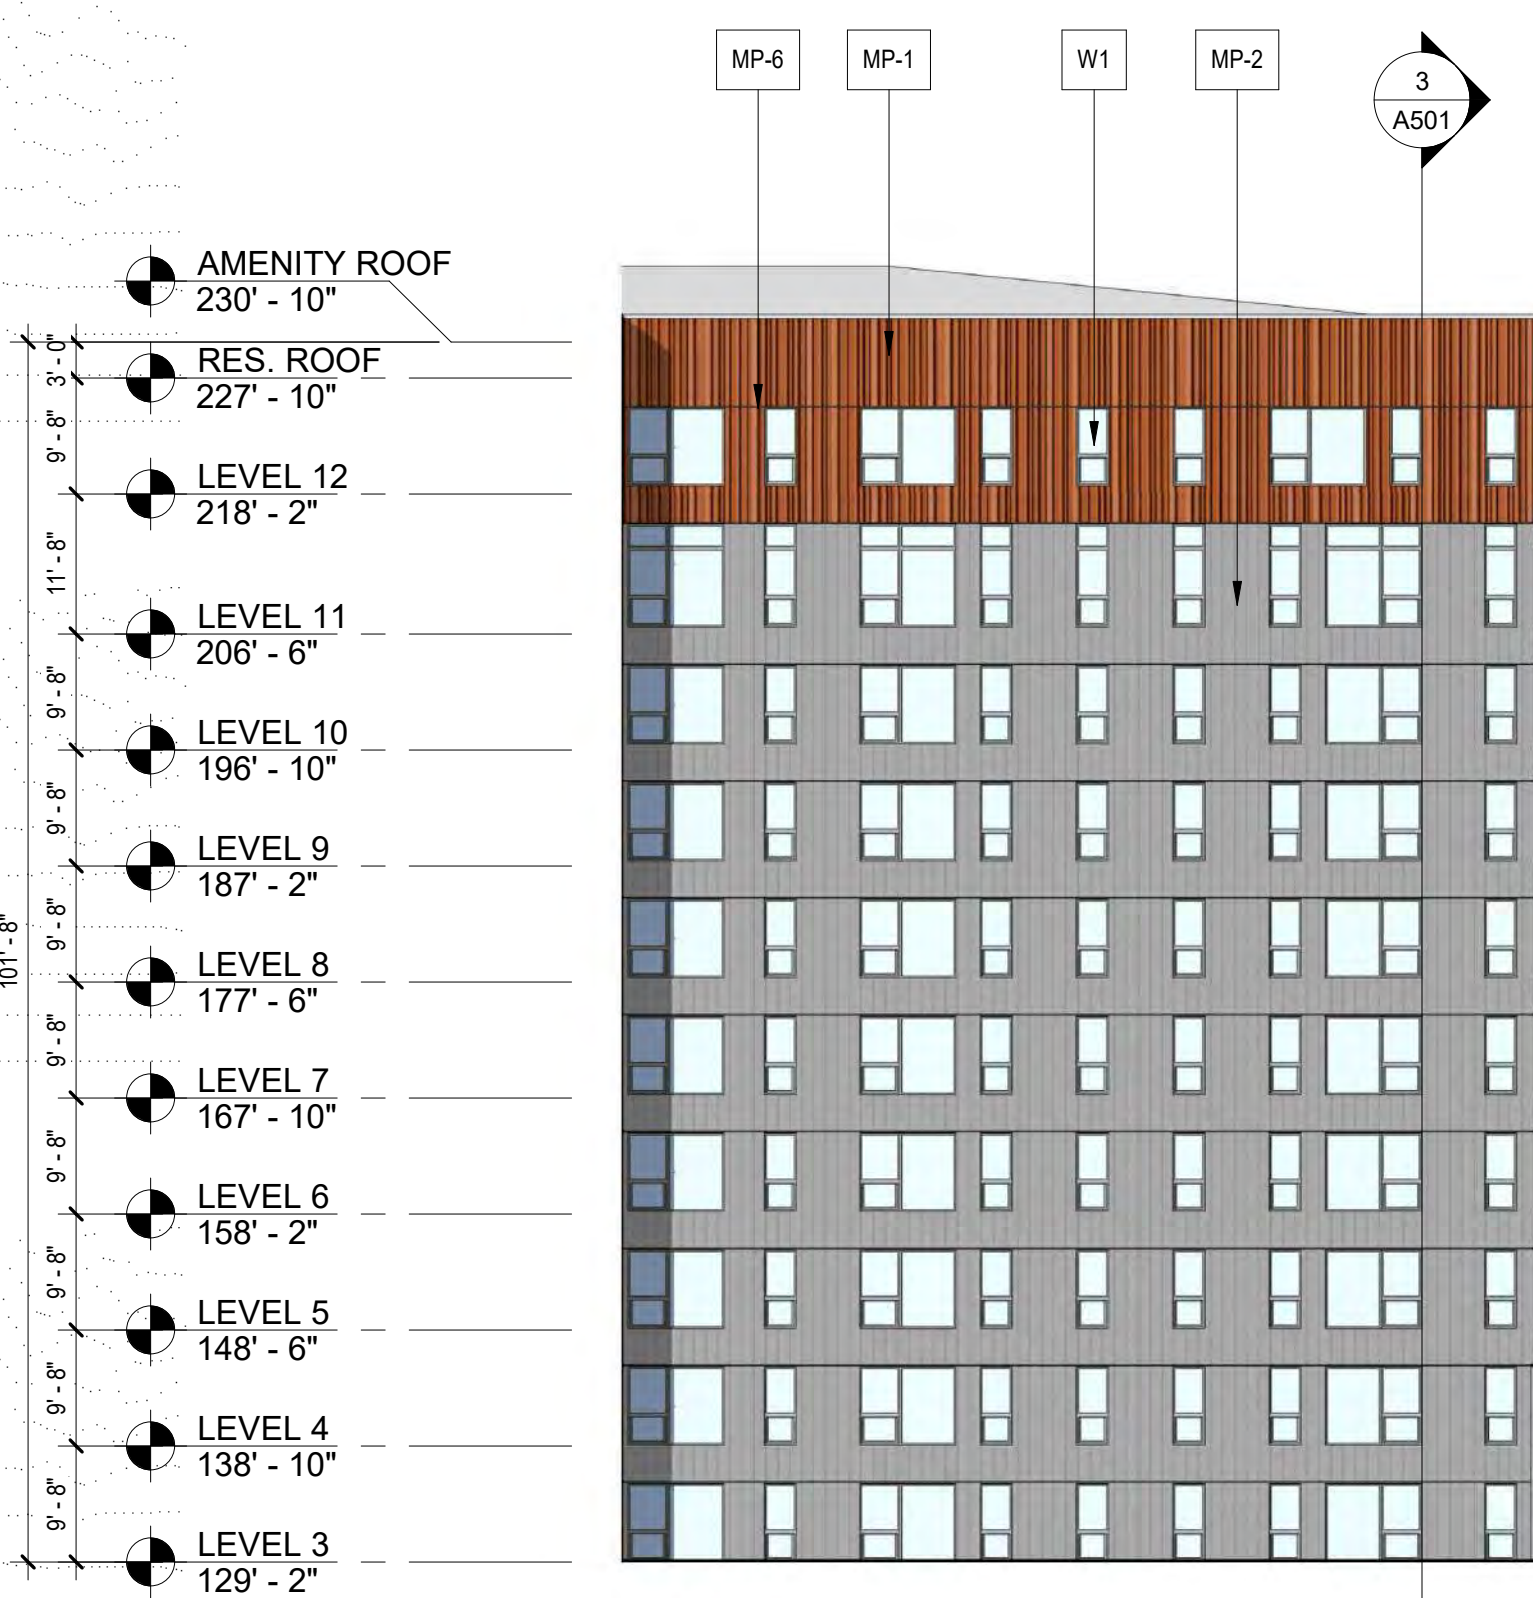 MP-6
MP-1
W1
MP-2
3
A501
AMENITY ROOF
230' - 10"
3' - 0"
RES. ROOF
227' - 10"
9' - 8"
LEVEL 12
218' - 2"
11' - 8"
LEVEL 11
206' - 6"
9' - 8"
LEVEL 10
196' - 10"
9' - 8"
LEVEL 9
187' - 2"
101' - 8"
9' - 8"
LEVEL 8
177' - 6"
9' - 8"
LEVEL 7
167' - 10"
9' - 8"
LEVEL 6
158' - 2"
9' - 8"
LEVEL 5
148' - 6"
9' - 8"
LEVEL 4
138' - 10"
9' - 8"
LEVEL 3
129' - 2"